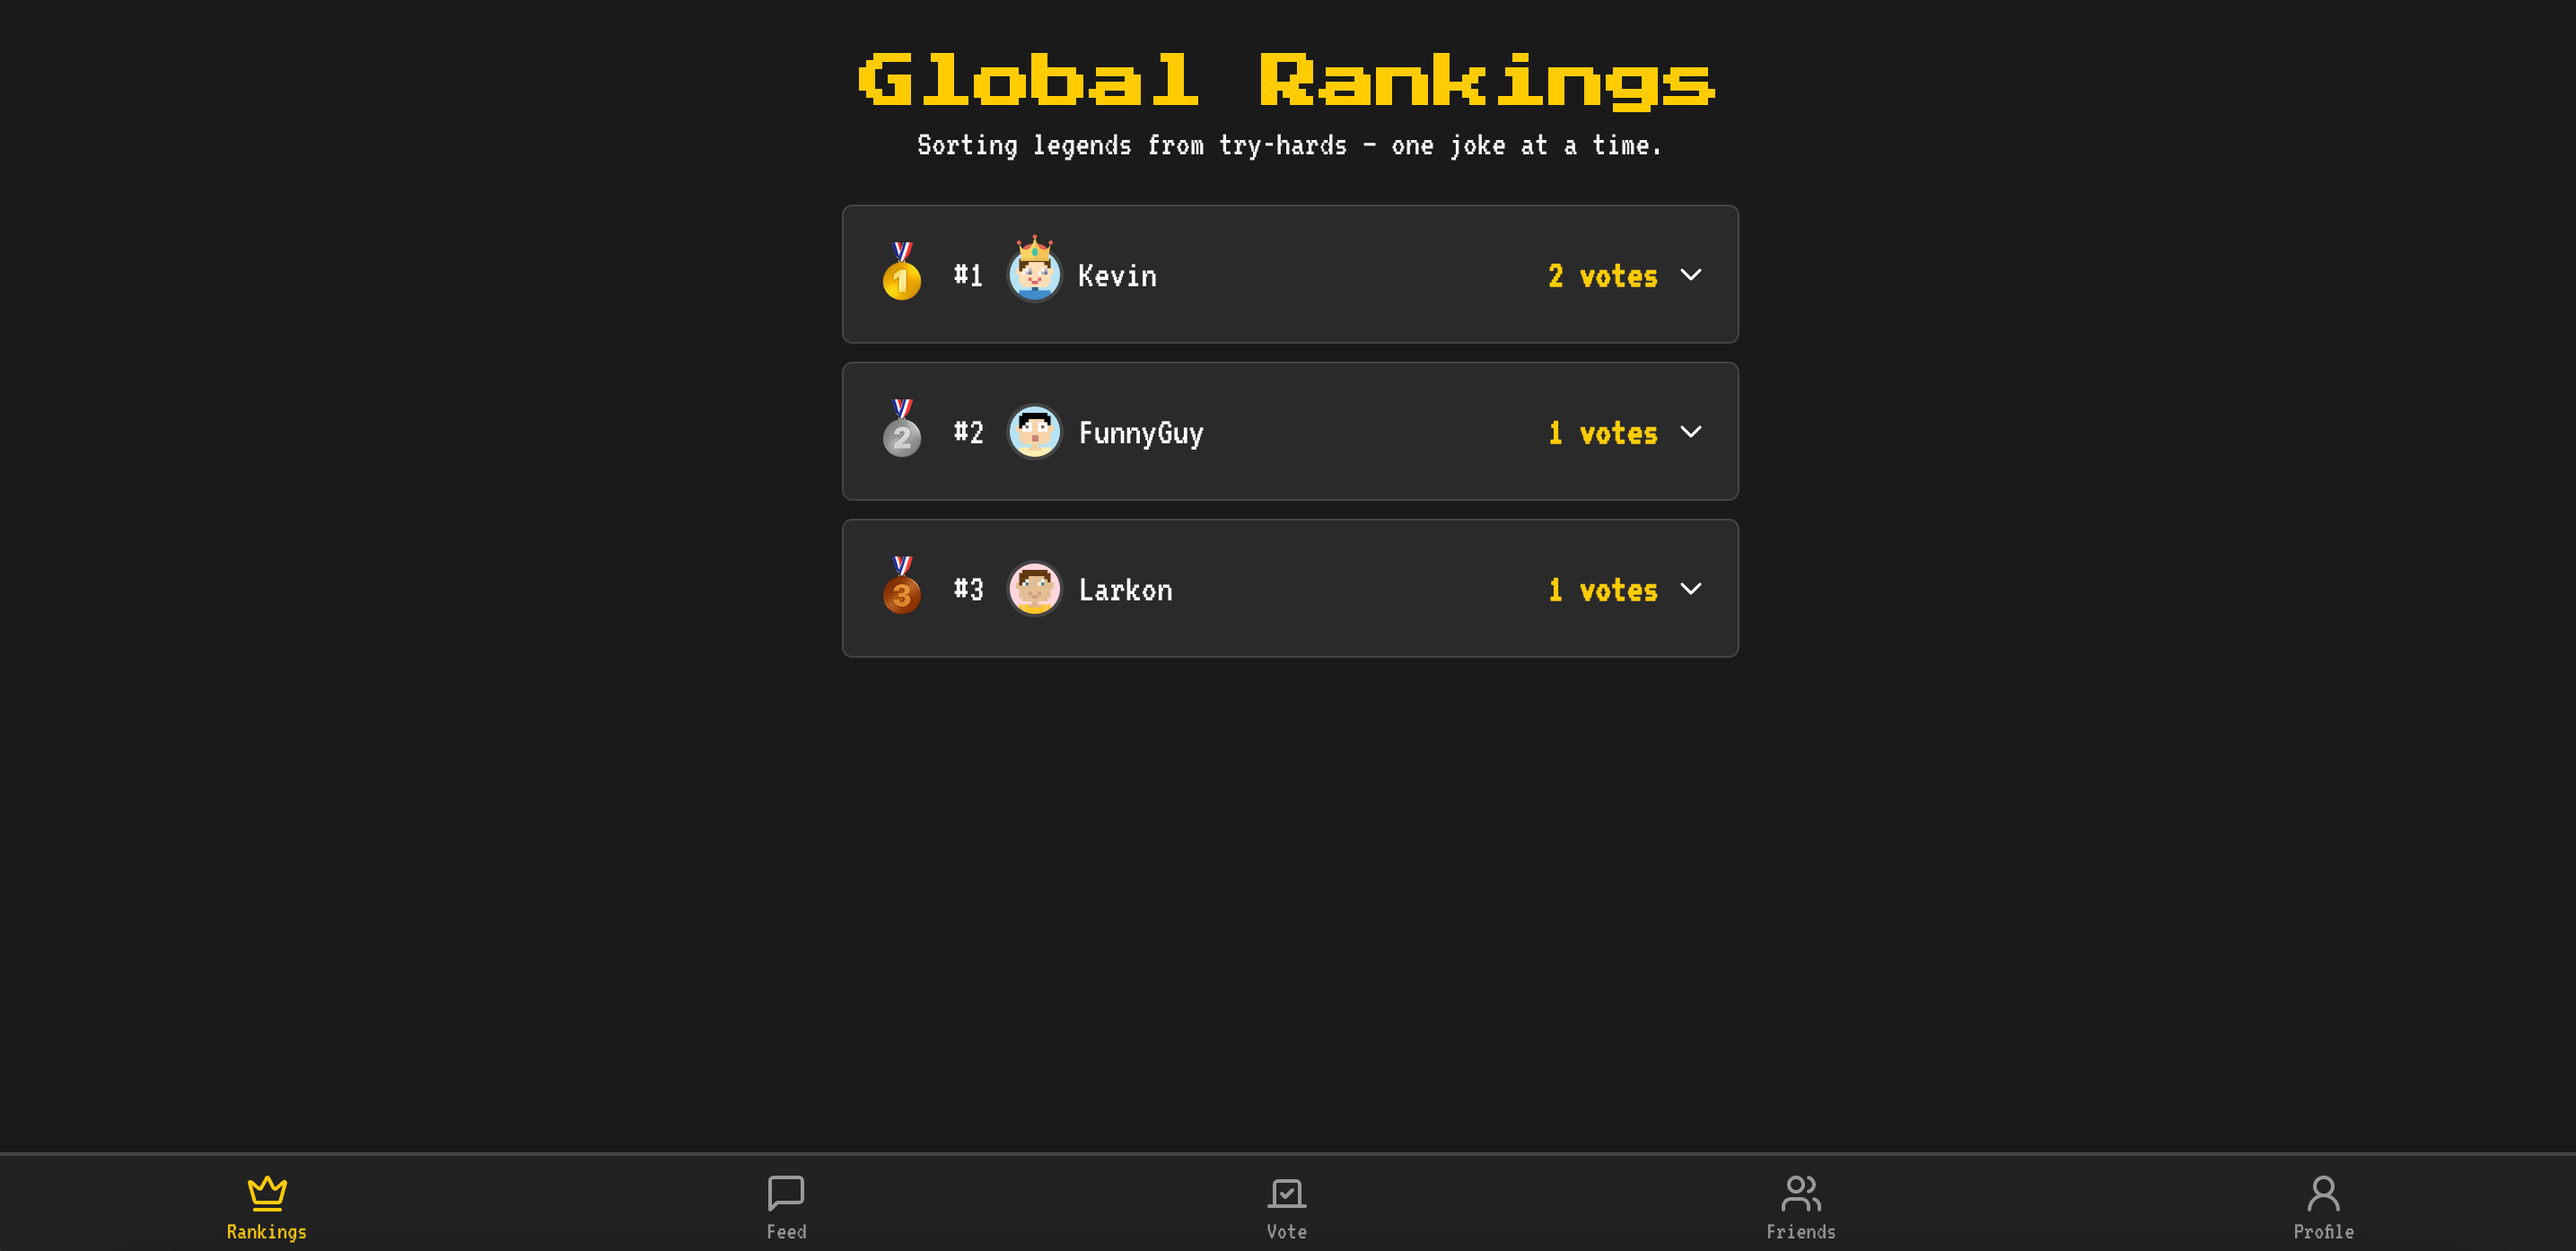 Global Rankings
Sorting legends from try-hards – one joke at a time.
1 #1 Kevin 2 votes
2 #2 FunnyGuy 1 votes
3 #3 Larkon 1 votes
Rankings Feed Vote Friends Profile